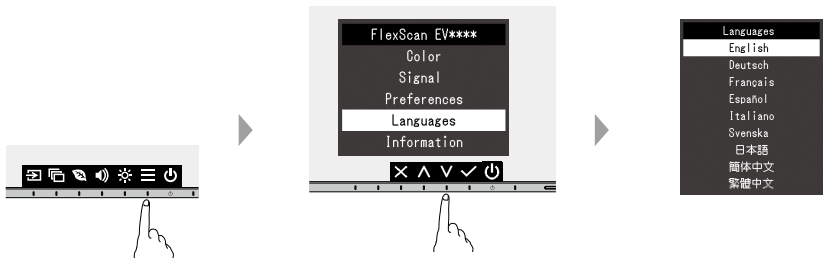 FlexScan EV****
Color
Signal
Preferences
Languages
Information
Languages
English
Deutsch
Français
Español
Italiano
Svenska
日本語
簡体中文
繁體中文